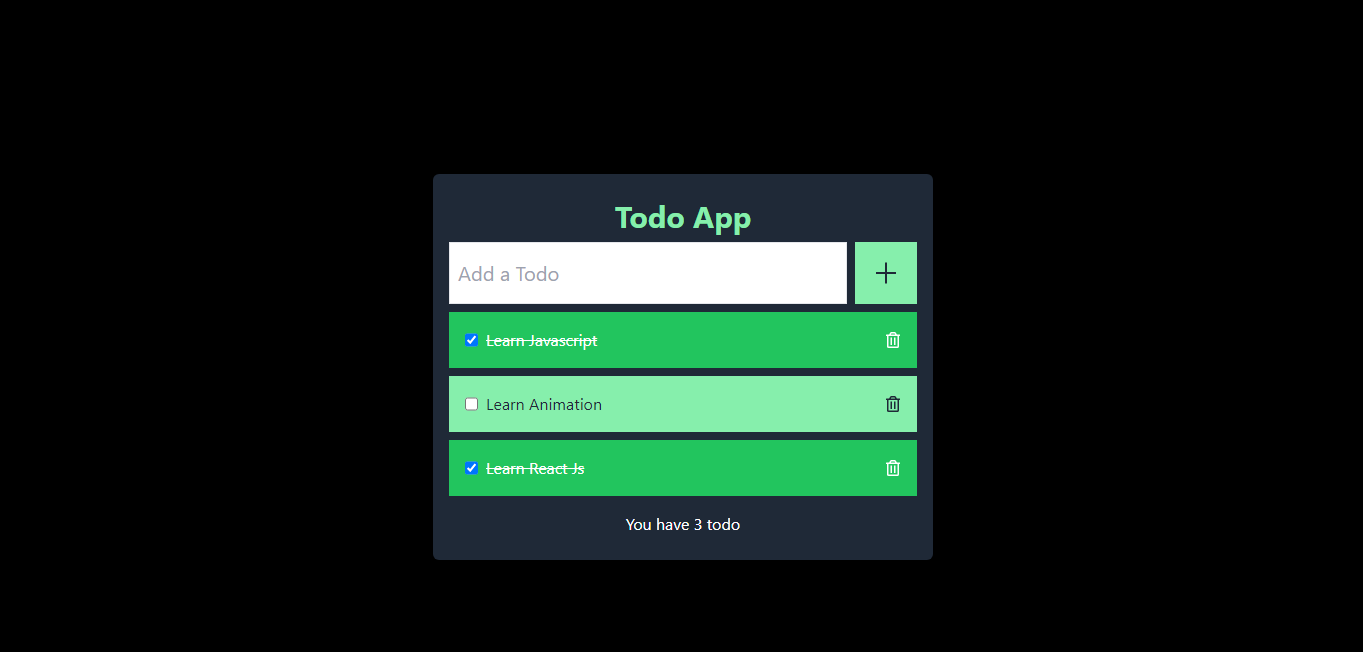 Todo App
Add a Todo
Learn Javascript
Learn Animation
Learn React Js
You have 3 todo